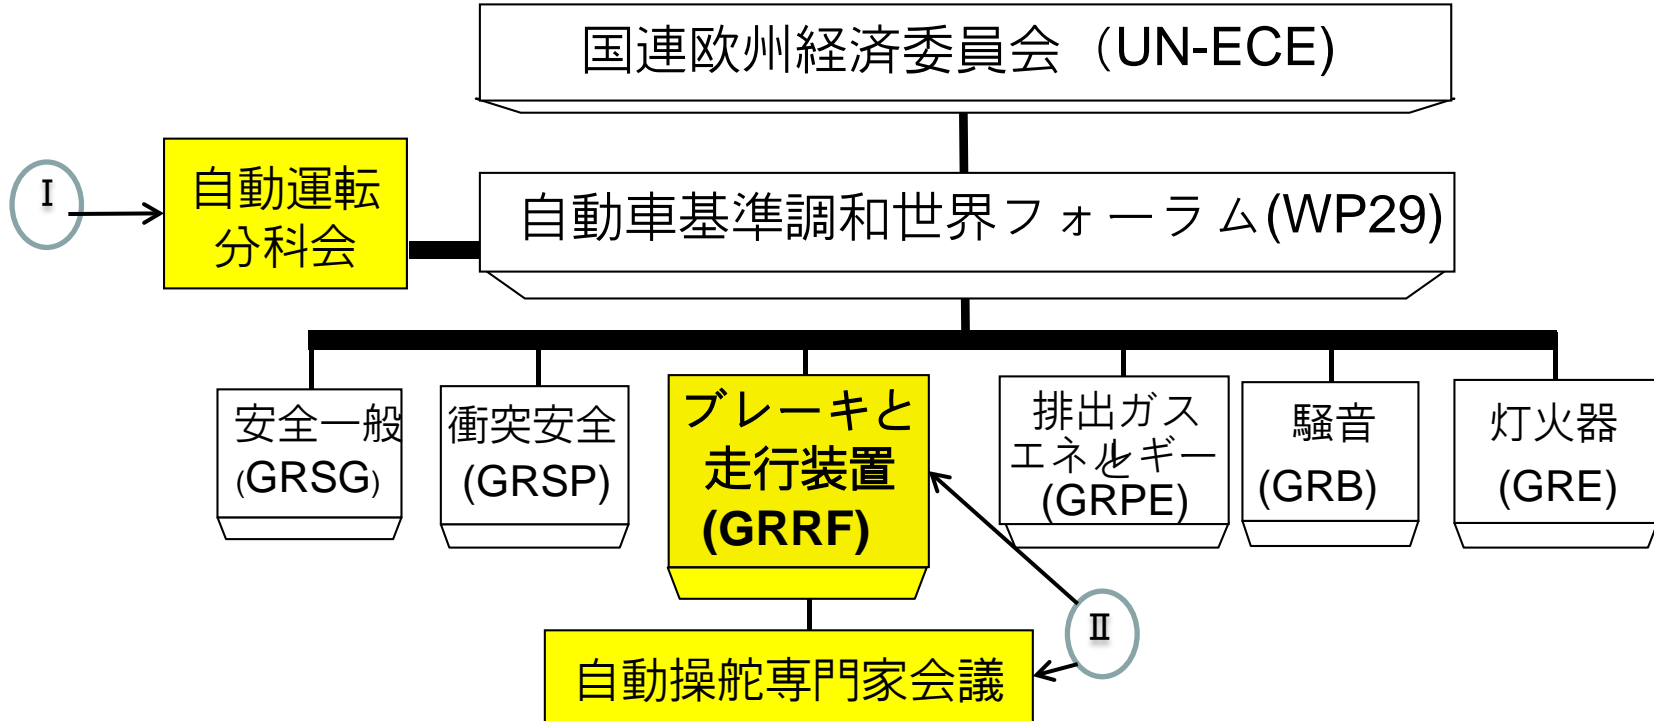 国連欧州経済委員会（UN-ECE)
Ⅰ
自動運転
分科会
自動車基準調和世界フォーラム(WP29)
安全一般
(GRSG)
衝突安全
(GRSP)
ブレーキと
走行装置
(GRRF)
排出ガス
と
エネルギー
(GRPE)
騒音
(GRB)
灯火器
(GRE)
Ⅱ
自動操舵専門家会議